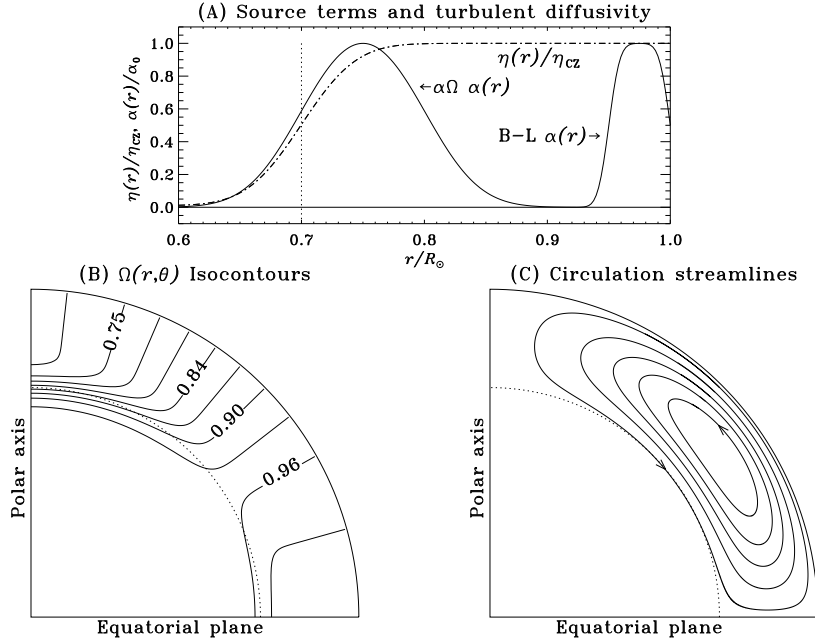 (A) Source terms and turbulent diffusivity
η(r)/η_CZ, α(r)/α_0
1.0
0.8
0.6
0.4
0.2
0.0
η(r)/η_CZ
←αΩ α(r)
B-L α(r)→
0.6 0.7 0.8 0.9 1.0
r/R_⊙
(B) Ω(r,θ) Isocontours
0.75
0.84
0.90
0.96
Polar axis
Equatorial plane
(C) Circulation streamlines
Polar axis
Equatorial plane